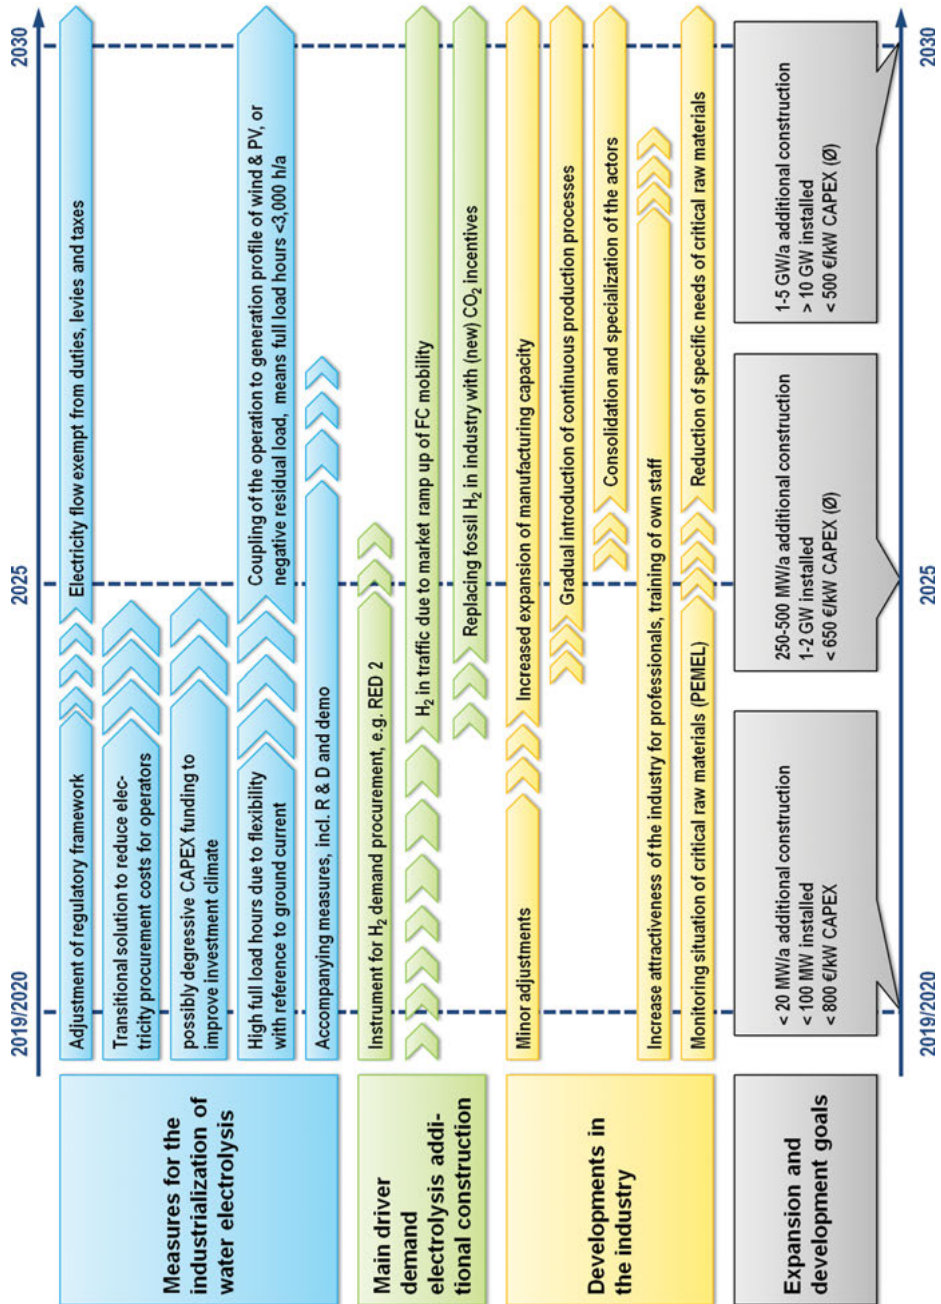 2019/2020
2025
2030
Measures for the
industrialization of
water electrolysis
Adjustment of regulatory framework
Electricity flow exempt from duties, levies and taxes
Transitional solution to reduce elec-
tricity procurement costs for operators
possibly degressive CAPEX funding to
improve investment climate
High full load hours due to flexibility
with reference to ground current
Coupling of the operation to generation profile of wind & PV, or
negative residual load, means full load hours <3,000 h/a
Accompanying measures, incl. R & D and demo
Main driver
demand
electrolysis addi-
tional construction
Instrument for H₂ demand procurement, e.g. RED 2
H₂ in traffic due to market ramp up of FC mobility
Replacing fossil H₂ in industry with (new) CO₂ incentives
Developments in
the industry
Minor adjustments
Increased expansion of manufacturing capacity
Gradual introduction of continuous production processes
Consolidation and specialization of the actors
Increase attractiveness of the industry for professionals, training of own staff
Monitoring situation of critical raw materials (PEMEL)
Reduction of specific needs of critical raw materials
Expansion and
development goals
< 20 MW/a additional construction
< 100 MW installed
< 800 €/kW CAPEX
250-500 MW/a additional construction
1-2 GW installed
< 650 €/kW CAPEX (Ø)
1-5 GW/a additional construction
> 10 GW installed
< 500 €/kW CAPEX (Ø)
2019/2020
2025
2030